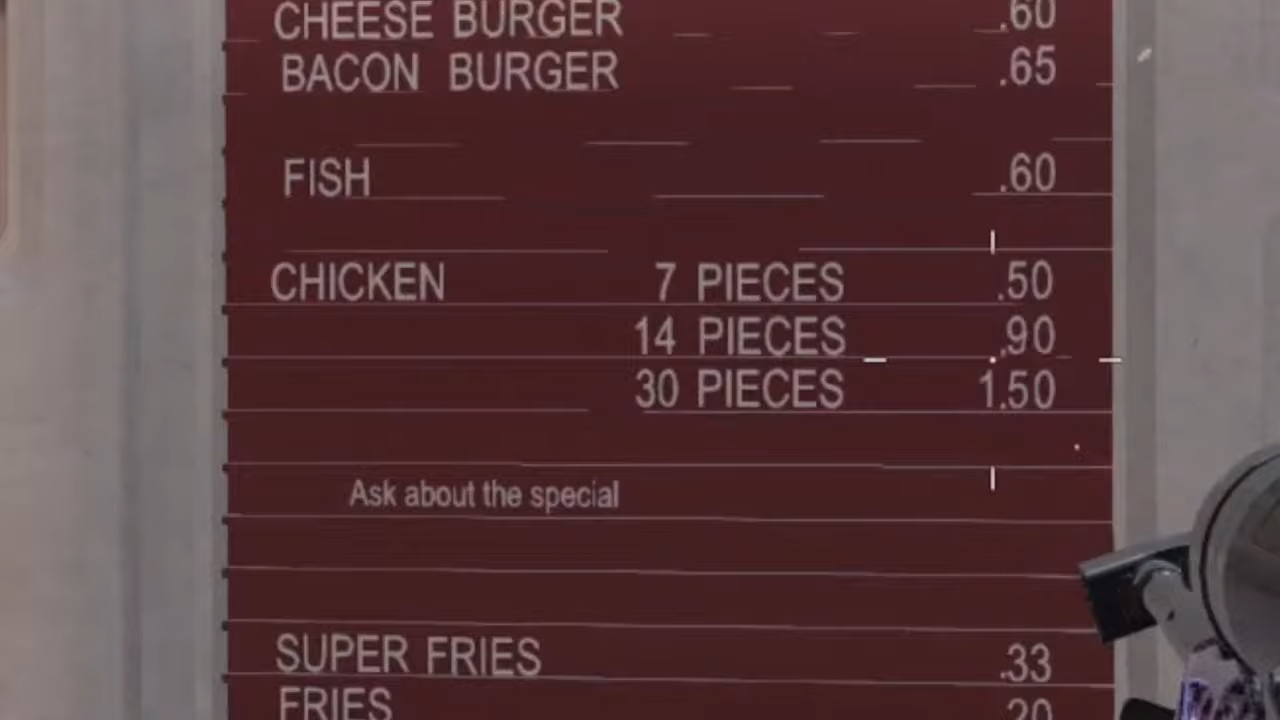 CHEESE BURGER .60
BACON BURGER .65
FISH .60
CHICKEN 7 PIECES .50
14 PIECES .90
30 PIECES 1.50
Ask about the special
SUPER FRIES .33
FRIES .20